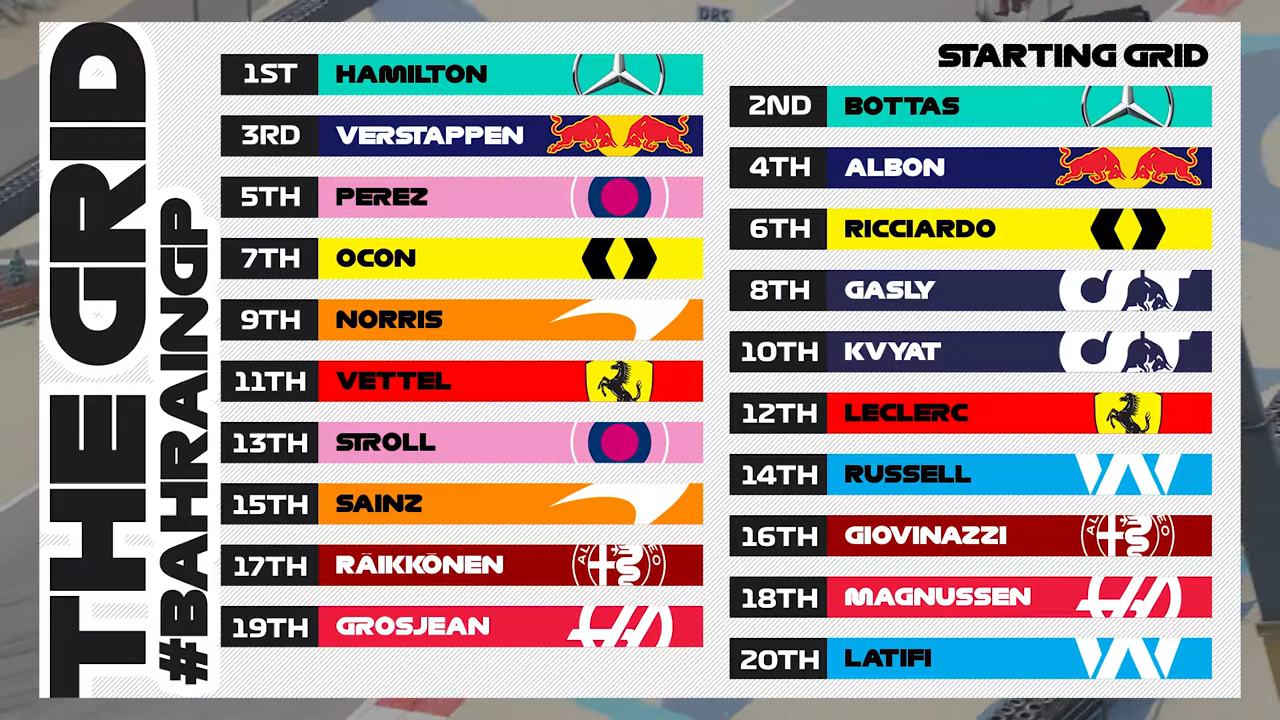 THE GRID
#BAHRAINGP
STARTING GRID
1ST HAMILTON
2ND BOTTAS
3RD VERSTAPPEN
4TH ALBON
5TH PEREZ
6TH RICCIARDO
7TH OCON
8TH GASLY
9TH NORRIS
10TH KVYAT
11TH VETTEL
12TH LECLERC
13TH STROLL
14TH RUSSELL
15TH SAINZ
16TH GIOVINAZZI
17TH RÄIKKÖNEN
18TH MAGNUSSEN
19TH GROSJEAN
20TH LATIFI
DRS